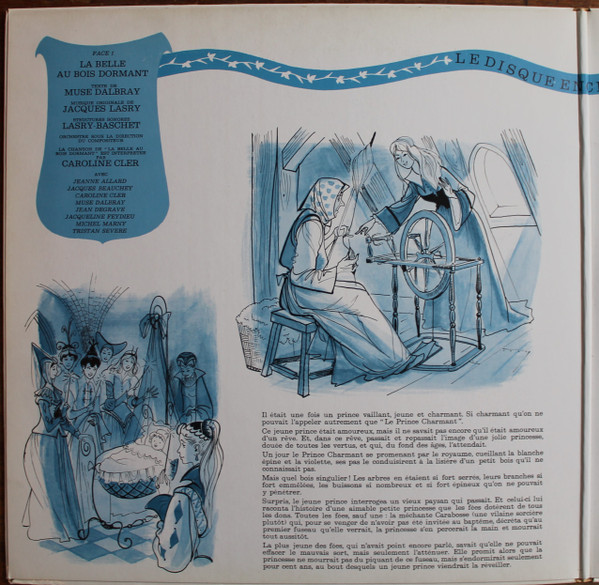 FACE 1
LA BELLE
AU BOIS DORMANT
TEXTE DE
MUSE DALBRAY
MUSIQUE ORIGINALE DE
JACQUES LASRY
STRUCTURES SONORES
LASRY-BASCHET
ORCHESTRE SOUS LA DIRECTION
DU COMPOSITEUR
LA CHANSON DE "LA BELLE AU
BOIS DORMANT" EST INTERPRÉTÉE
PAR
CAROLINE CLER
AVEC
JEANNE ALLARD
JACQUES BEAUCHEY
CAROLINE CLER
MUSE DALBRAY
JEAN DEGRAVE
JACQUELINE FEYDIEU
MICHEL MARNY
TRISTAN SEVERE
LE DISQUE ENC
Il était une fois un prince vaillant, jeune et charmant. Si charmant qu'on ne
pouvait l'appeler autrement que "Le Prince Charmant".
Ce jeune prince était amoureux, mais il ne savait pas encore qu'il était amoureux
d'un rêve. Et, dans ce rêve, passait et repassait l'image d'une jolie princesse,
douée de toutes les vertus, et qui, du fond des âges, l'attendait.
Un jour le Prince Charmant se promenant par le royaume, cueillant la blanche
épine et la violette, ses pas le conduisirent à la lisière d'un petit bois qu'il ne
connaissait pas.
Mais quel bois singulier ! Les arbres en étaient si fort serrés, leurs branches si
fort emmêlées, les buissons si nombreux et si fort épineux qu'on ne pouvait
y pénétrer.
Surpris, le jeune prince interrogea un vieux paysan qui passait. Et celui-ci lui
raconta l'histoire d'une aimable petite princesse que les fées dotèrent de tous
les dons. Toutes les fées, sauf une : la méchante Carabosse (une vilaine sorcière
plutôt) qui, pour se venger de n'avoir pas été invitée au baptême, décréta qu'au
premier fuseau qu'elle verrait, la princesse s'en percerait la main et mourrait
tout aussitôt.
La plus jeune des fées, qui n'avait point encore parlé, savait qu'elle ne pouvait
effacer le mauvais sort, mais seulement l'atténuer. Elle promit alors que la
princesse ne mourrait pas du piquant de ce fuseau, mais s'endormirait seulement
pour cent ans, au bout desquels un jeune prince viendrait la réveiller.